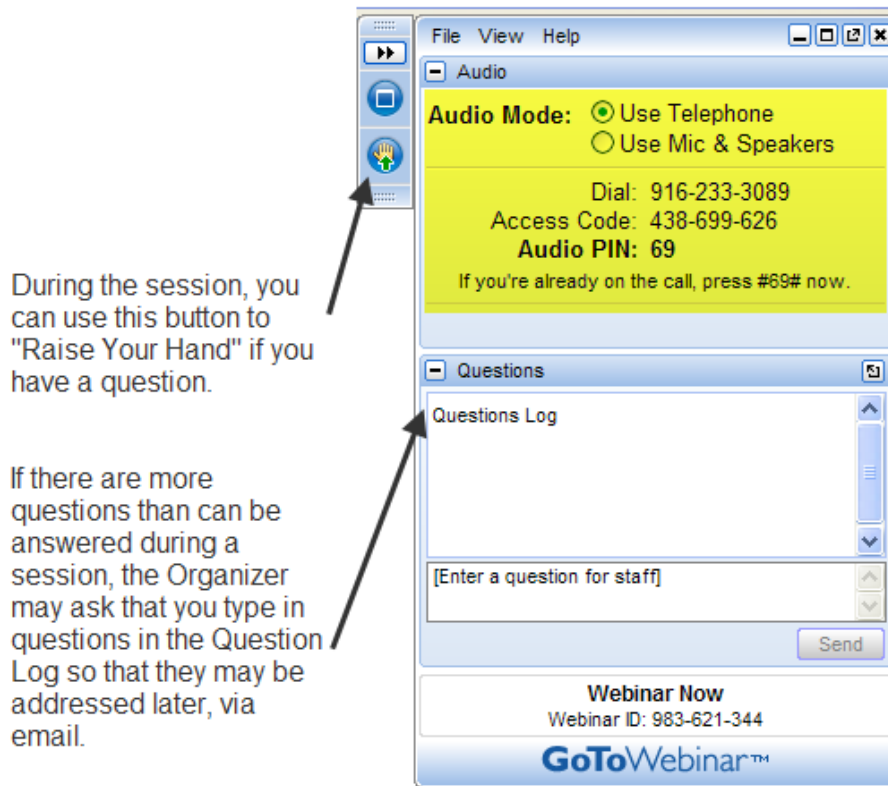 File View Help
Audio
Audio Mode: Use Telephone
Use Mic & Speakers
Dial: 916-233-3089
Access Code: 438-699-626
Audio PIN: 69
If you're already on the call, press #69# now.
During the session, you
can use this button to
"Raise Your Hand" if you
have a question.
Questions
Questions Log
If there are more
questions than can be
answered during a
session, the Organizer
may ask that you type in
questions in the Question
Log so that they may be
addressed later, via
email.
[Enter a question for staff]
Send
Webinar Now
Webinar ID: 983-621-344
GoToWebinar™